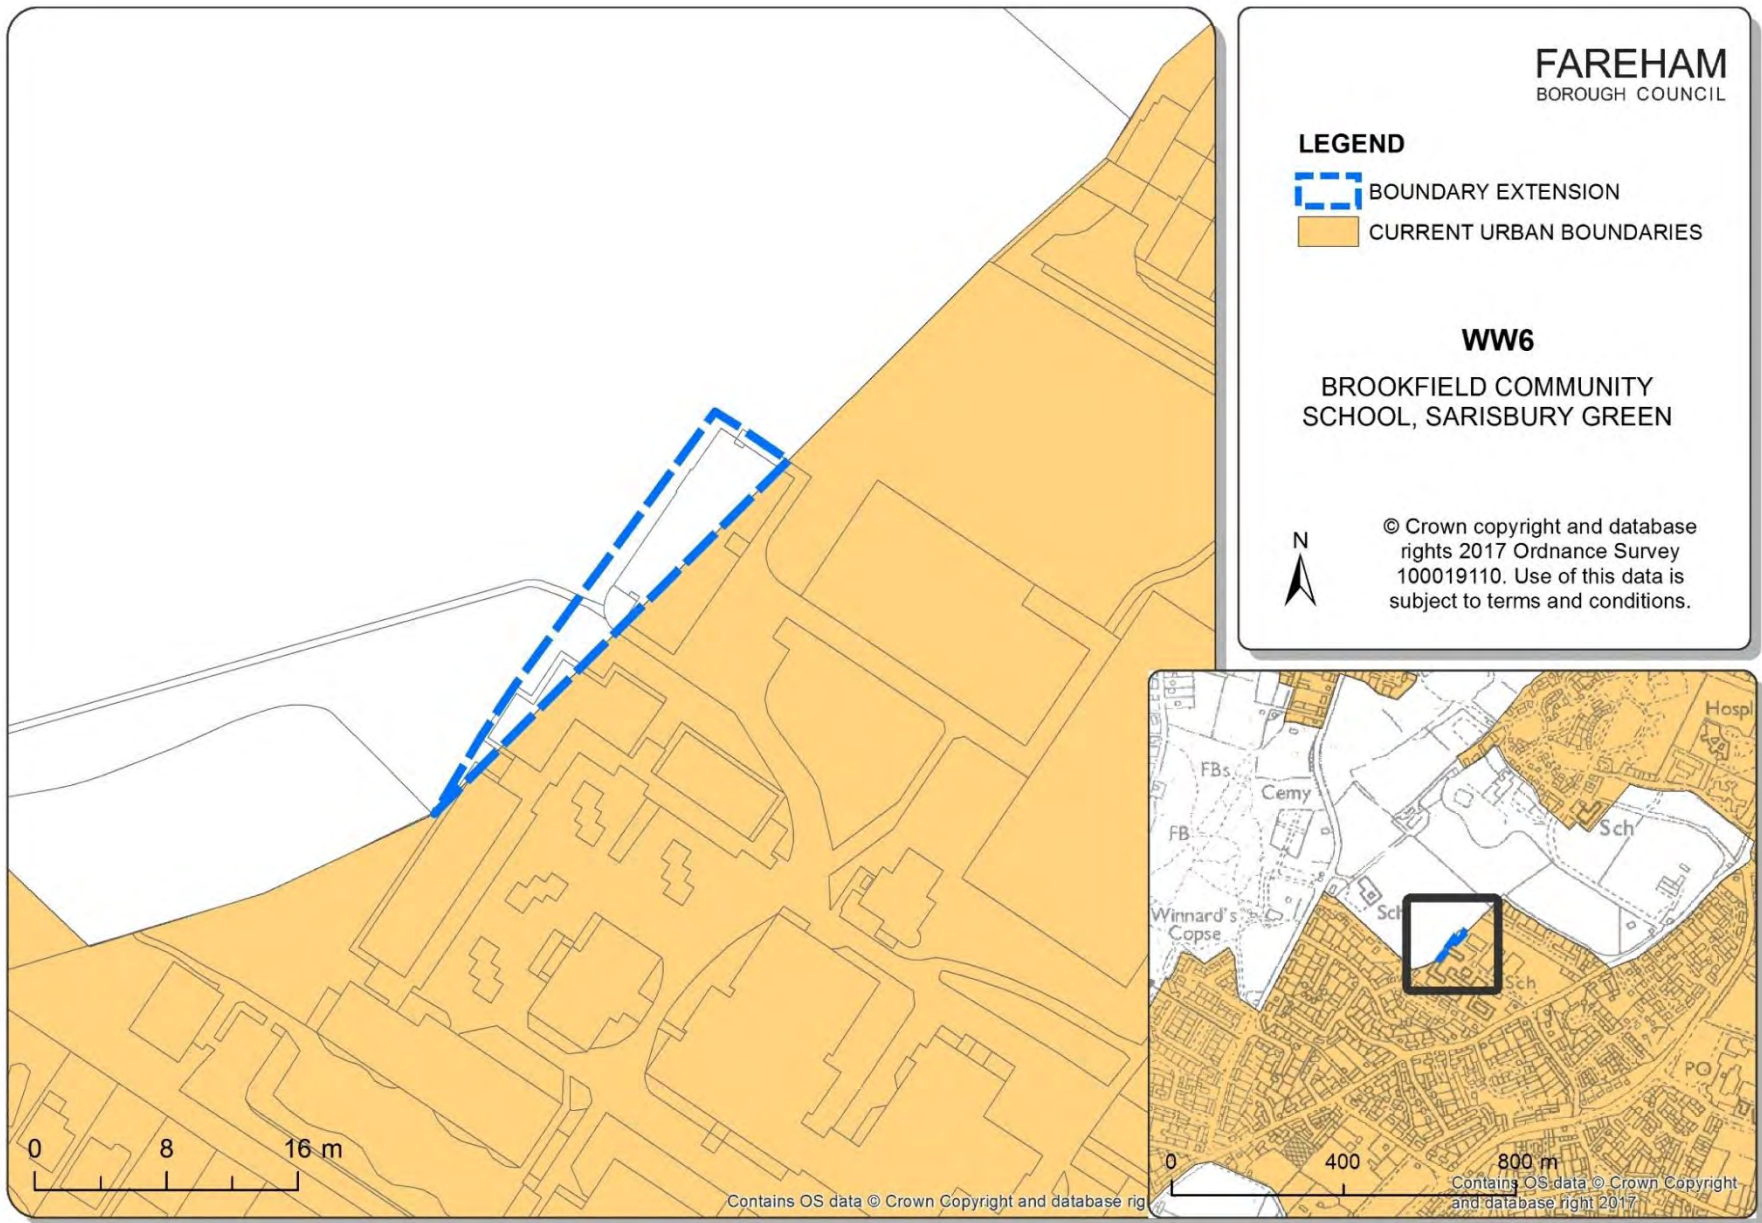 FAREHAM
BOROUGH COUNCIL
LEGEND
BOUNDARY EXTENSION
CURRENT URBAN BOUNDARIES
WW6
BROOKFIELD COMMUNITY
SCHOOL, SARISBURY GREEN
N
© Crown copyright and database
rights 2017 Ordnance Survey
100019110. Use of this data is
subject to terms and conditions.
0 8 16 m
Contains OS data © Crown Copyright and database rig
Hospl
FBs
Cemy
FB
Sch
Winnard's
Copse
Sch
Sch
PO
0 400 800 m
Contains OS data © Crown Copyright
and database right 2017